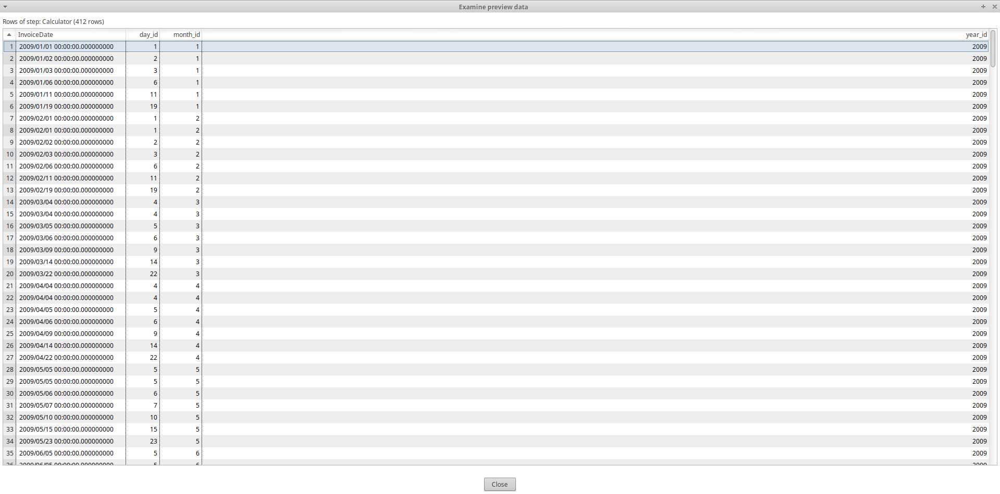 Examine preview data
Rows of step: Calculator (412 rows)
InvoiceDate day_id month_id year_id
1 2009/01/01 00:00:00.000000000 1 1 2009
2 2009/01/02 00:00:00.000000000 2 1 2009
3 2009/01/03 00:00:00.000000000 3 1 2009
4 2009/01/06 00:00:00.000000000 6 1 2009
5 2009/01/11 00:00:00.000000000 11 1 2009
6 2009/01/19 00:00:00.000000000 19 1 2009
7 2009/02/01 00:00:00.000000000 1 2 2009
8 2009/02/01 00:00:00.000000000 1 2 2009
9 2009/02/02 00:00:00.000000000 2 2 2009
10 2009/02/03 00:00:00.000000000 3 2 2009
11 2009/02/06 00:00:00.000000000 6 2 2009
12 2009/02/11 00:00:00.000000000 11 2 2009
13 2009/02/19 00:00:00.000000000 19 2 2009
14 2009/03/04 00:00:00.000000000 4 3 2009
15 2009/03/04 00:00:00.000000000 4 3 2009
16 2009/03/05 00:00:00.000000000 5 3 2009
17 2009/03/06 00:00:00.000000000 6 3 2009
18 2009/03/09 00:00:00.000000000 9 3 2009
19 2009/03/14 00:00:00.000000000 14 3 2009
20 2009/03/22 00:00:00.000000000 22 3 2009
21 2009/04/04 00:00:00.000000000 4 4 2009
22 2009/04/04 00:00:00.000000000 4 4 2009
23 2009/04/05 00:00:00.000000000 5 4 2009
24 2009/04/06 00:00:00.000000000 6 4 2009
25 2009/04/09 00:00:00.000000000 9 4 2009
26 2009/04/14 00:00:00.000000000 14 4 2009
27 2009/04/22 00:00:00.000000000 22 4 2009
28 2009/05/05 00:00:00.000000000 5 5 2009
29 2009/05/05 00:00:00.000000000 5 5 2009
30 2009/05/06 00:00:00.000000000 6 5 2009
31 2009/05/07 00:00:00.000000000 7 5 2009
32 2009/05/10 00:00:00.000000000 10 5 2009
33 2009/05/15 00:00:00.000000000 15 5 2009
34 2009/05/23 00:00:00.000000000 23 5 2009
35 2009/06/05 00:00:00.000000000 5 6 2009
Close